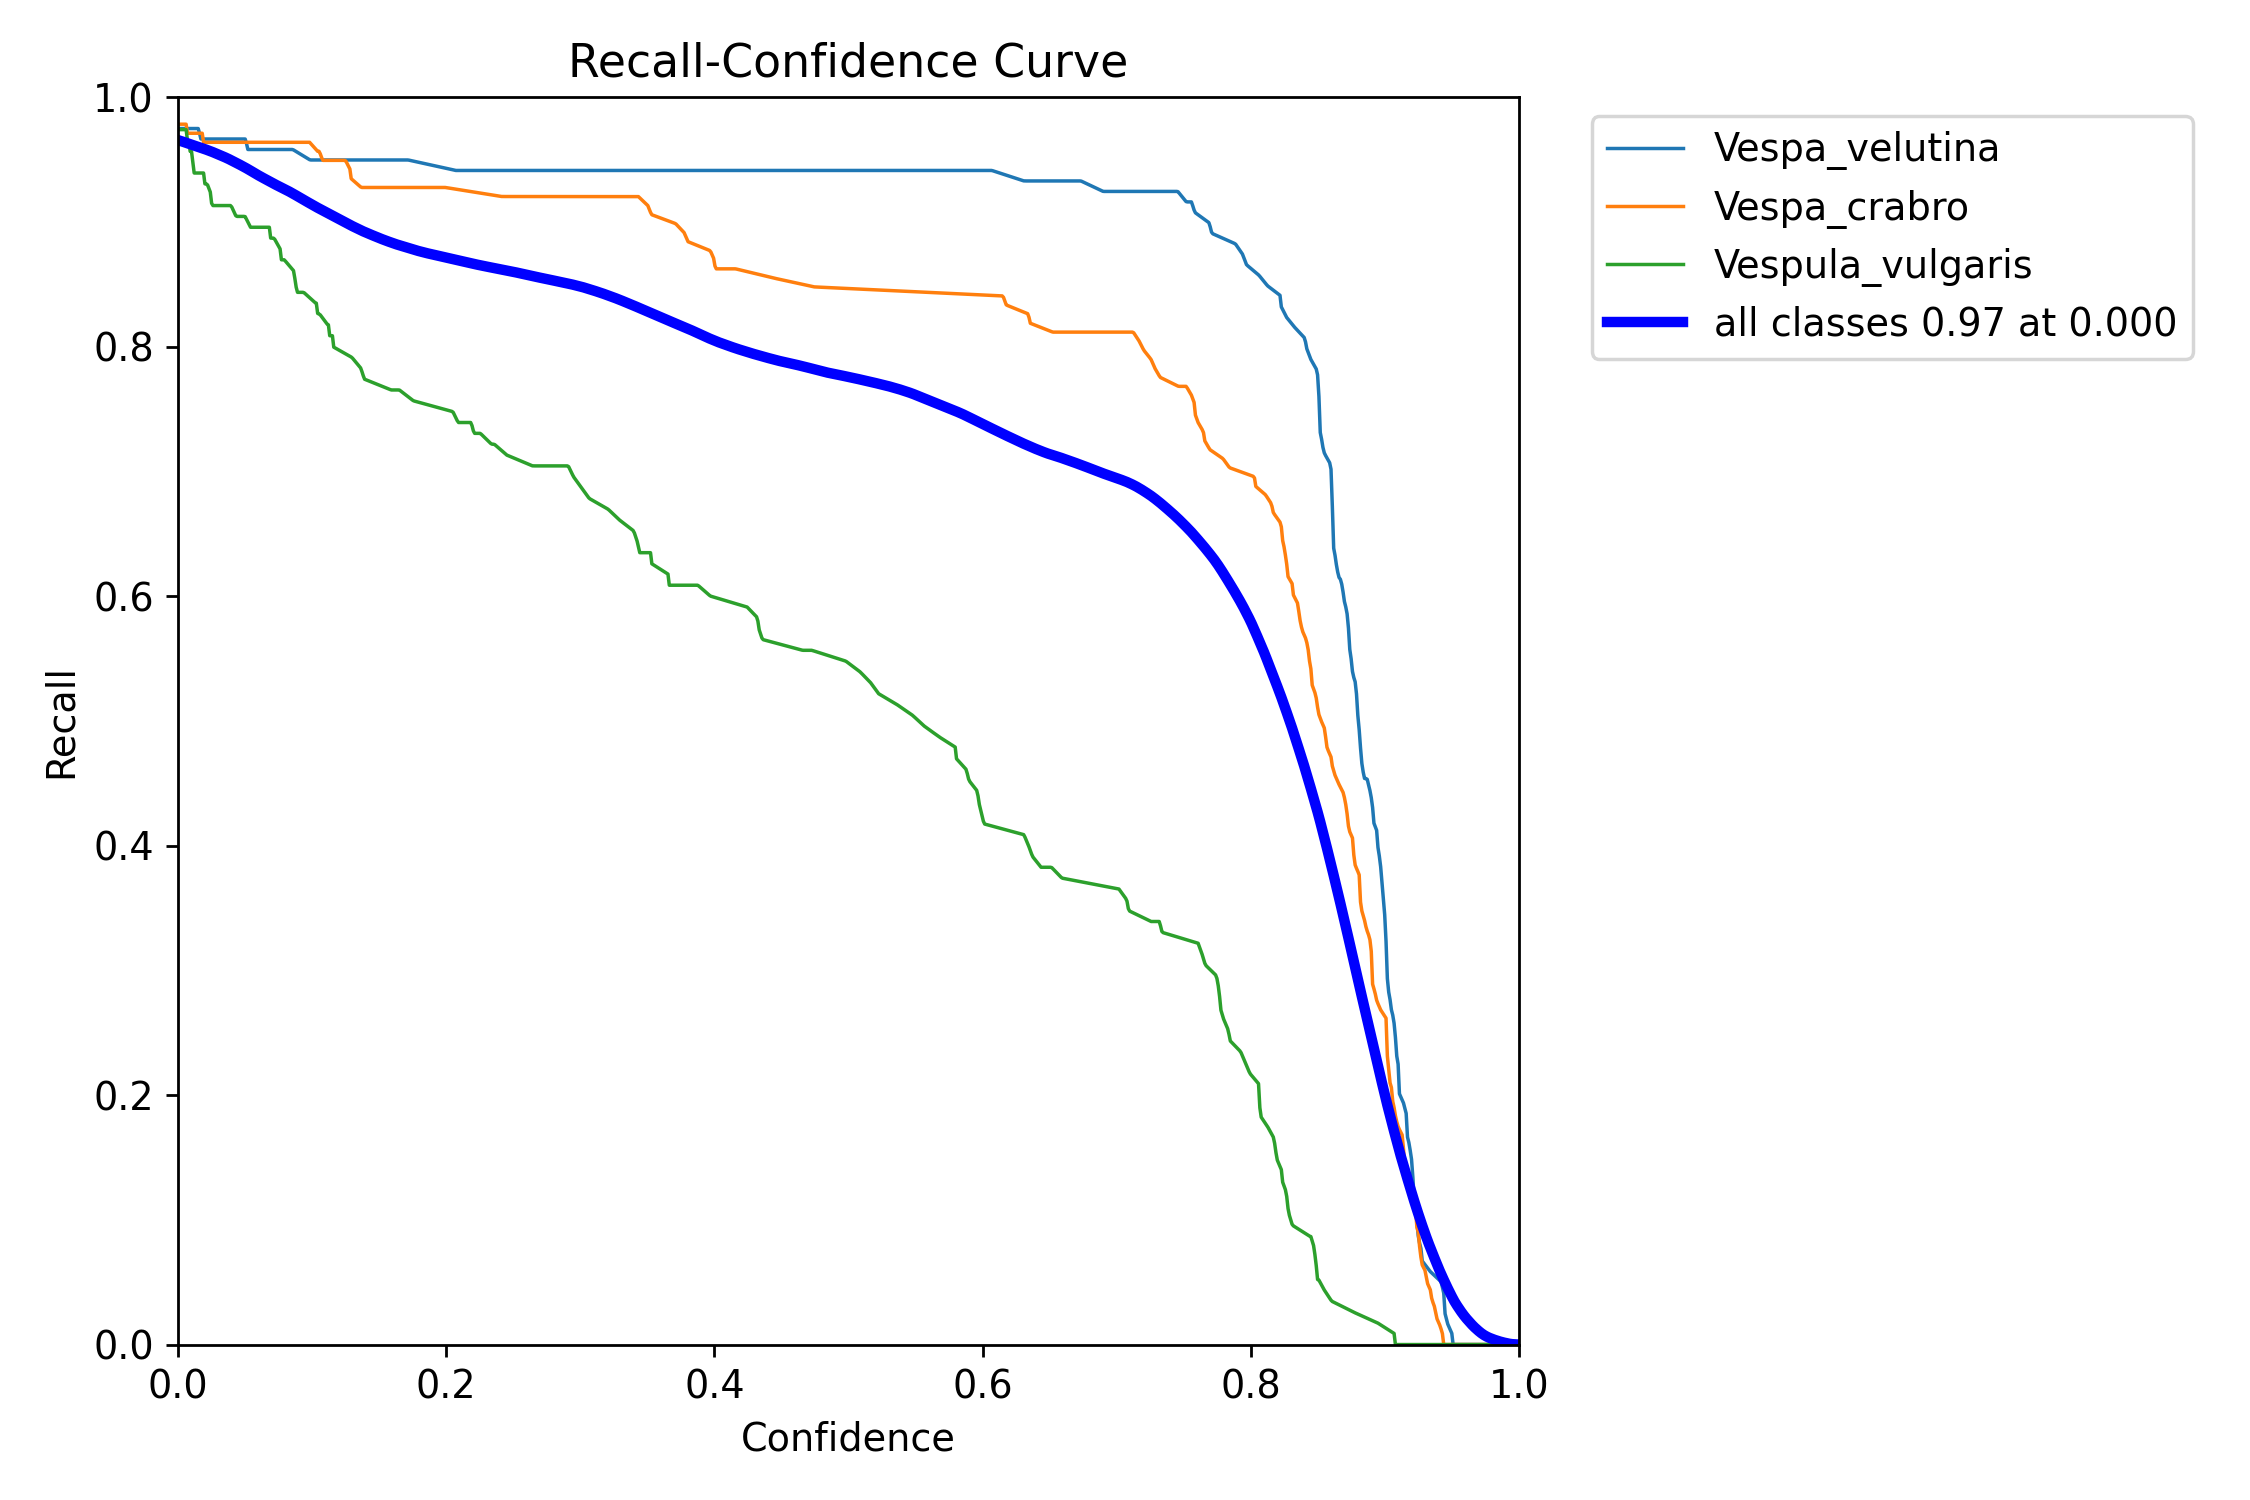 Recall-Confidence Curve
1.0
0.8
0.6
0.4
0.2
0.0
Recall
0.0 0.2 0.4 0.6 0.8 1.0
Confidence
Vespa_velutina
Vespa_crabro
Vespula_vulgaris
all classes 0.97 at 0.000